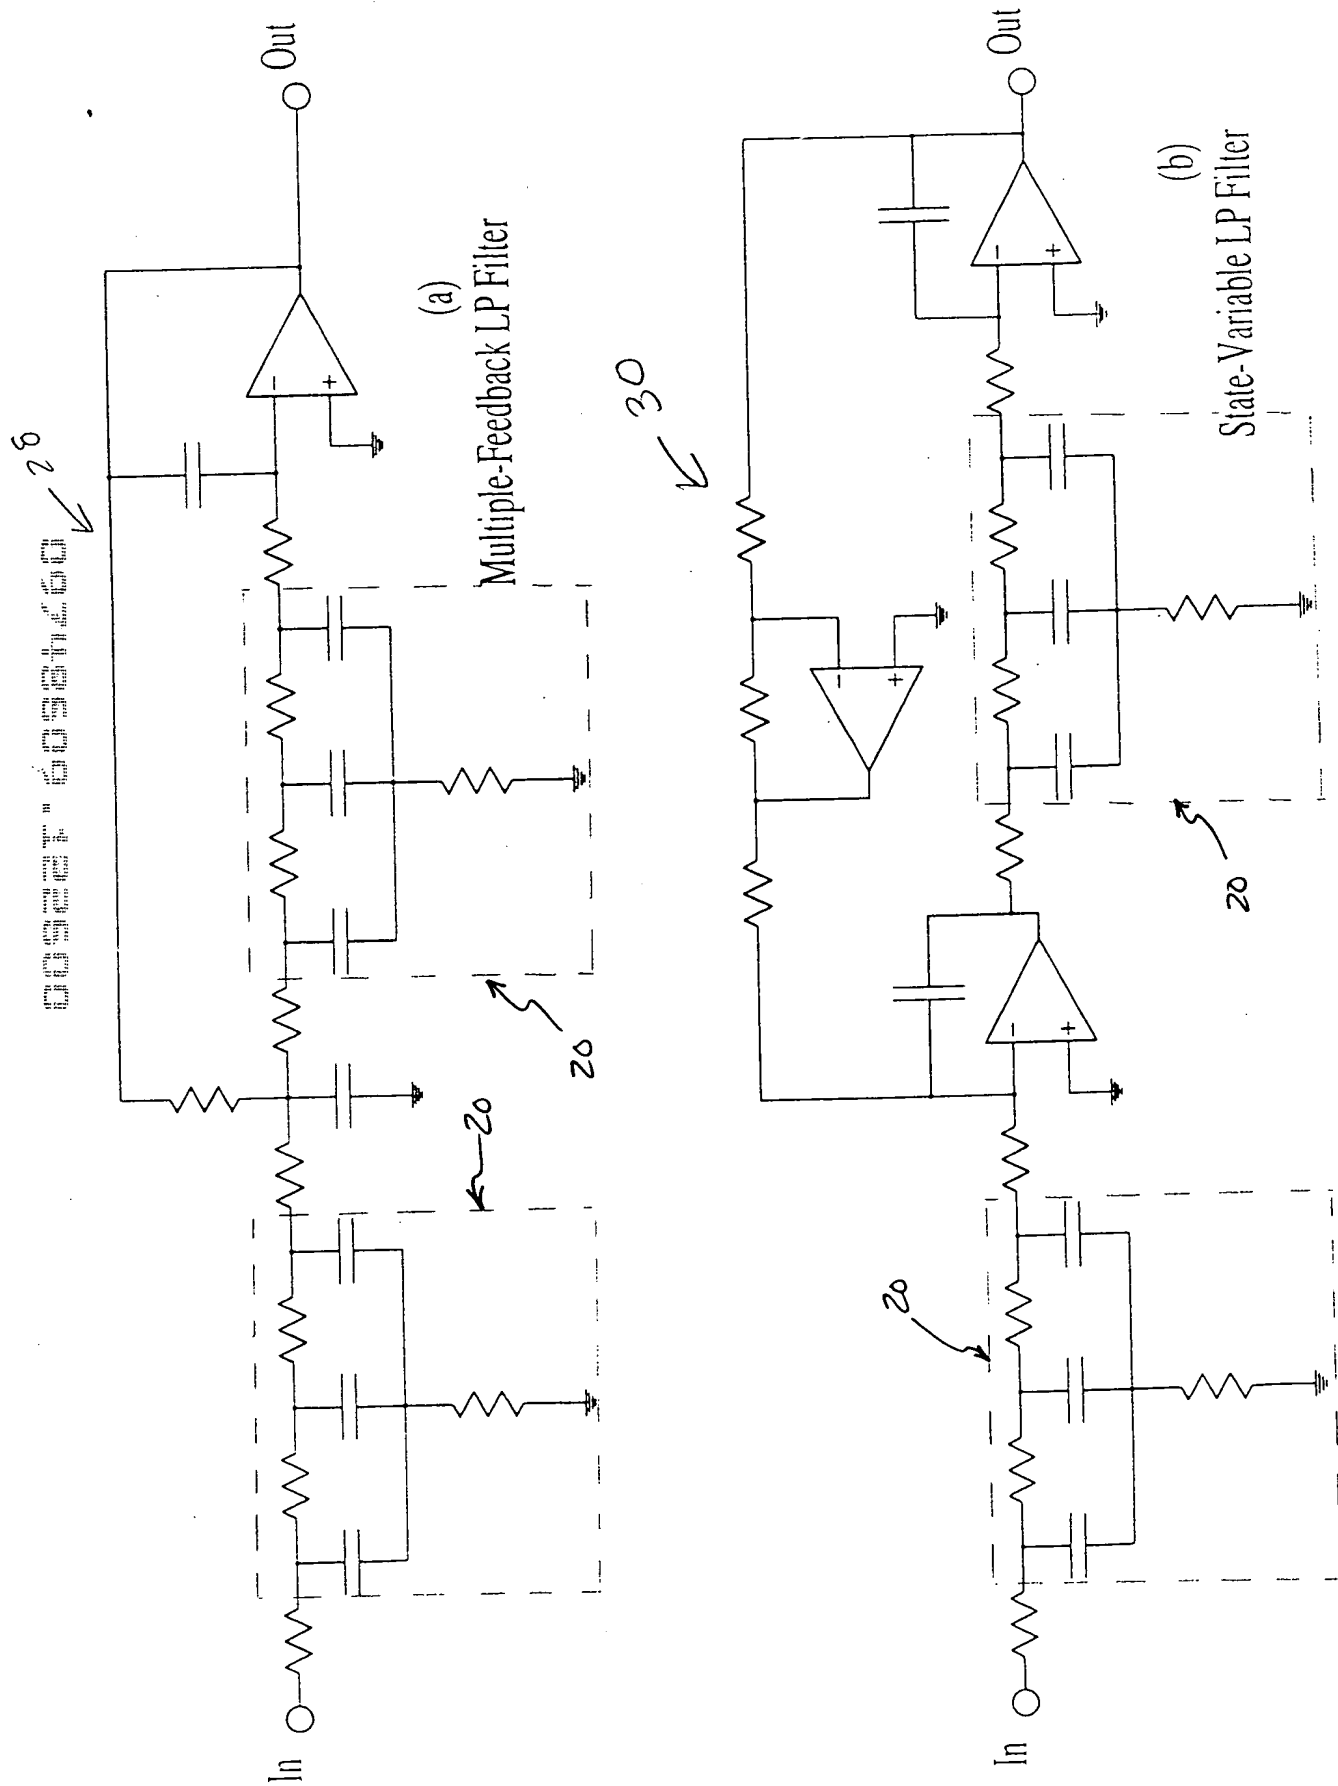 28
In
Out
20
20
(a)
Multiple-Feedback LP Filter
30
In
Out
20
20
(b)
State-Variable LP Filter
+
-
+
-
+
-
+
-